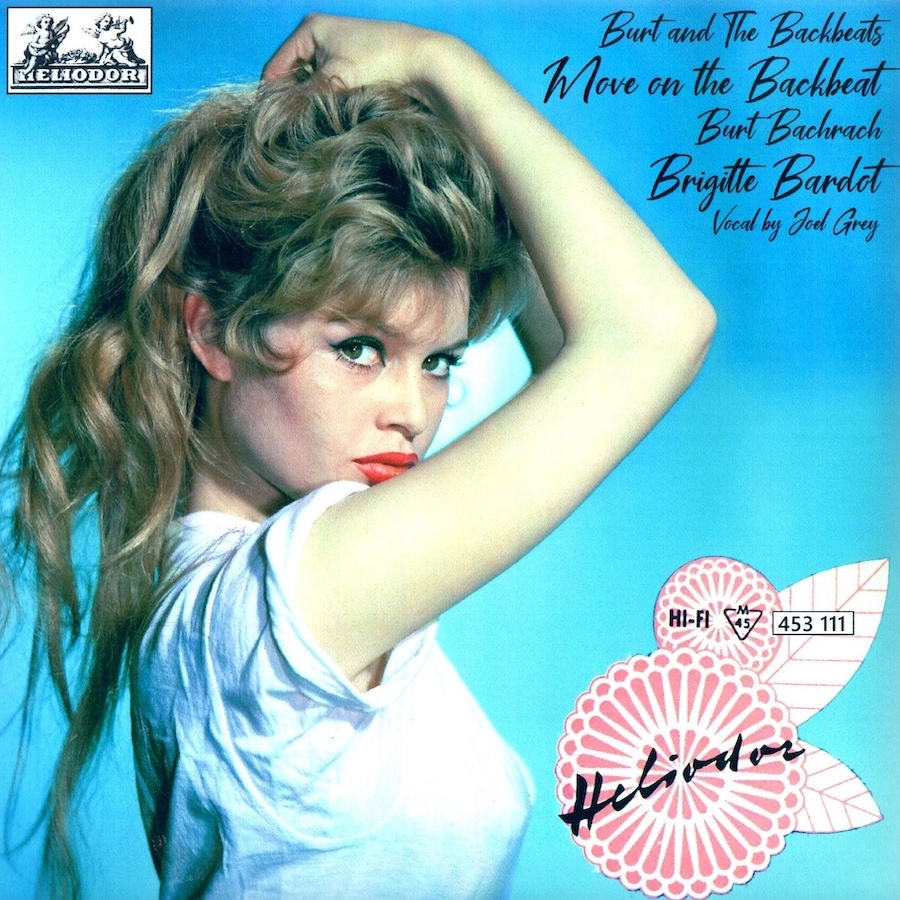 HELIODOR
Burt and The Backbeats
Move on the Backbeat
Burt Bachrach
Brigitte Bardot
Vocal by Joel Grey
HI-FI M 45 453 111
Heliodor